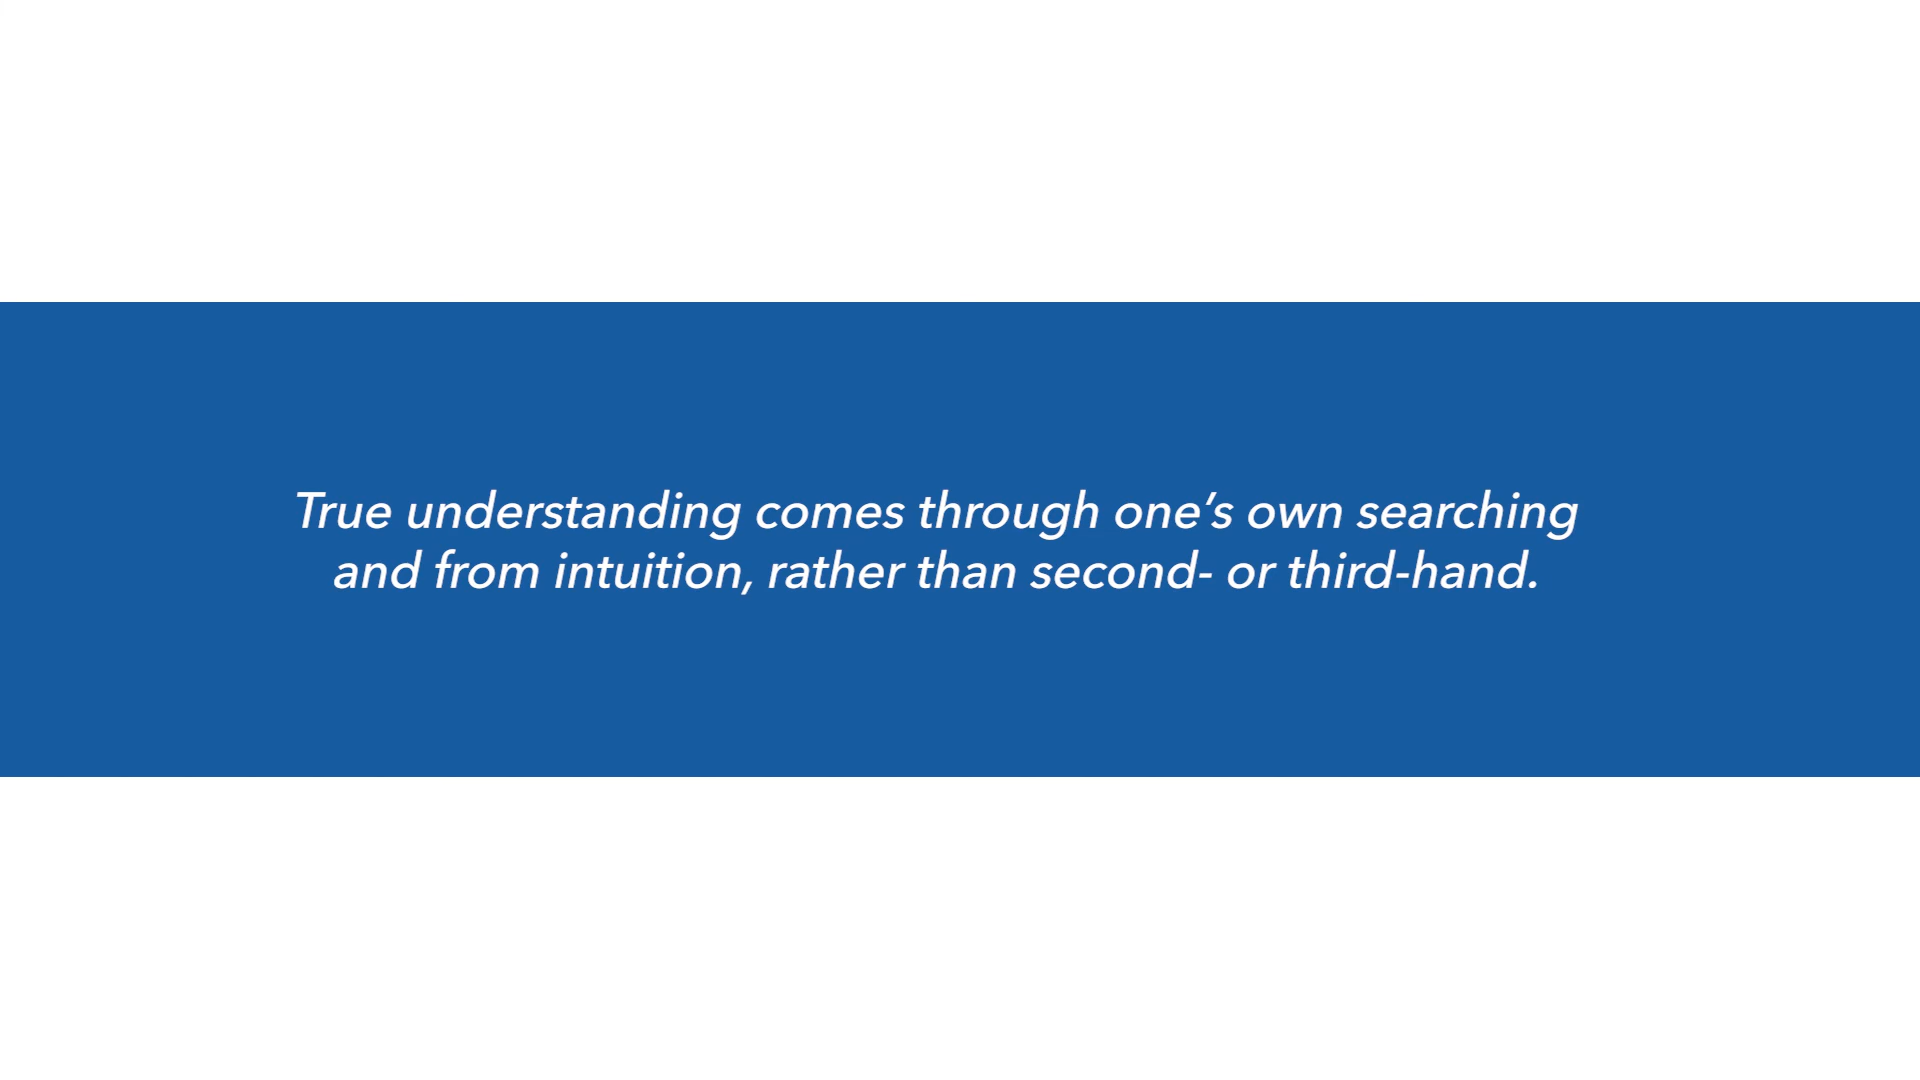 True understanding comes through one’s own searching
and from intuition, rather than second- or third-hand.